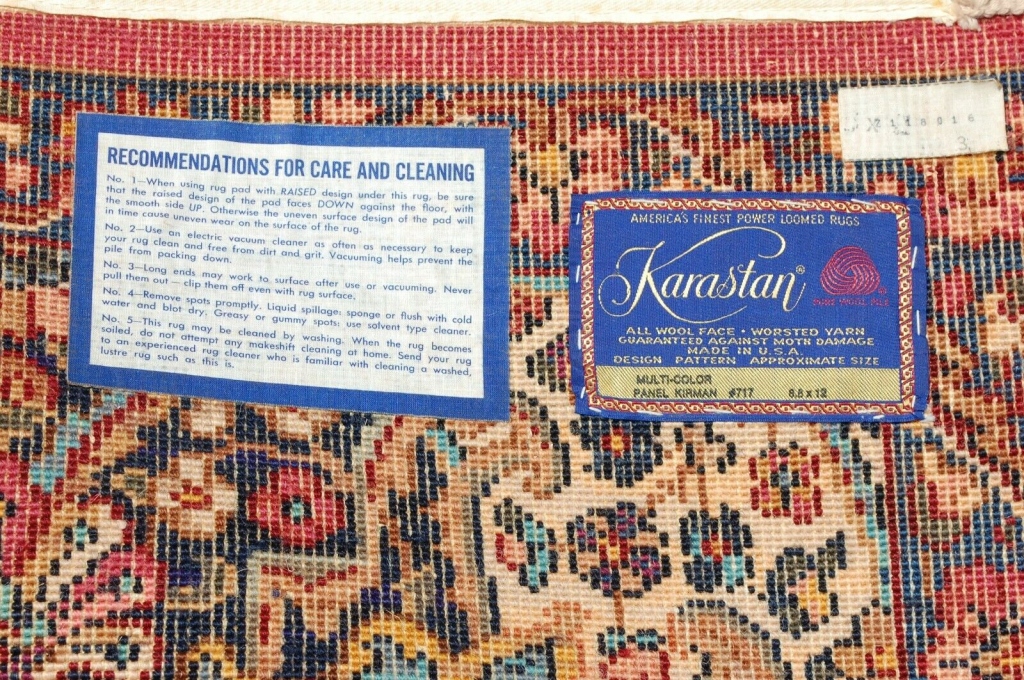 RECOMMENDATIONS FOR CARE AND CLEANING
No. 1—When using rug pad with RAISED design under this rug, be sure
that the raised design of the pad faces DOWN against the floor, with
the smooth side UP. Otherwise the uneven surface design of the pad will
in time cause uneven wear on the surface of the rug.
No. 2—Use an electric vacuum cleaner as often as necessary to keep
your rug clean and free from dirt and grit. Vacuuming helps prevent the
pile from packing down.
No. 3—Long ends may work to surface after use or vacuuming. Never
pull them out — clip them off even with rug surface.
No. 4—Remove spots promptly. Liquid spillage: sponge or flush with cold
water and blot dry. Greasy or gummy spots: use solvent type cleaner.
No. 5—This rug may be cleaned by washing. When the rug becomes
soiled, do not attempt any makeshift cleaning at home. Send your rug
to an experienced rug cleaner who is familiar with cleaning a washed,
lustre rug such as this is.
3.
AMERICA'S FINEST POWER LOOMED RUGS
Karastan®
PURE WOOL PILE
ALL WOOL FACE • WORSTED YARN
GUARANTEED AGAINST MOTH DAMAGE
MADE IN U.S.A.
DESIGN PATTERN APPROXIMATE SIZE
MULTI-COLOR
PANEL KIRMAN #717 8.8 x 12